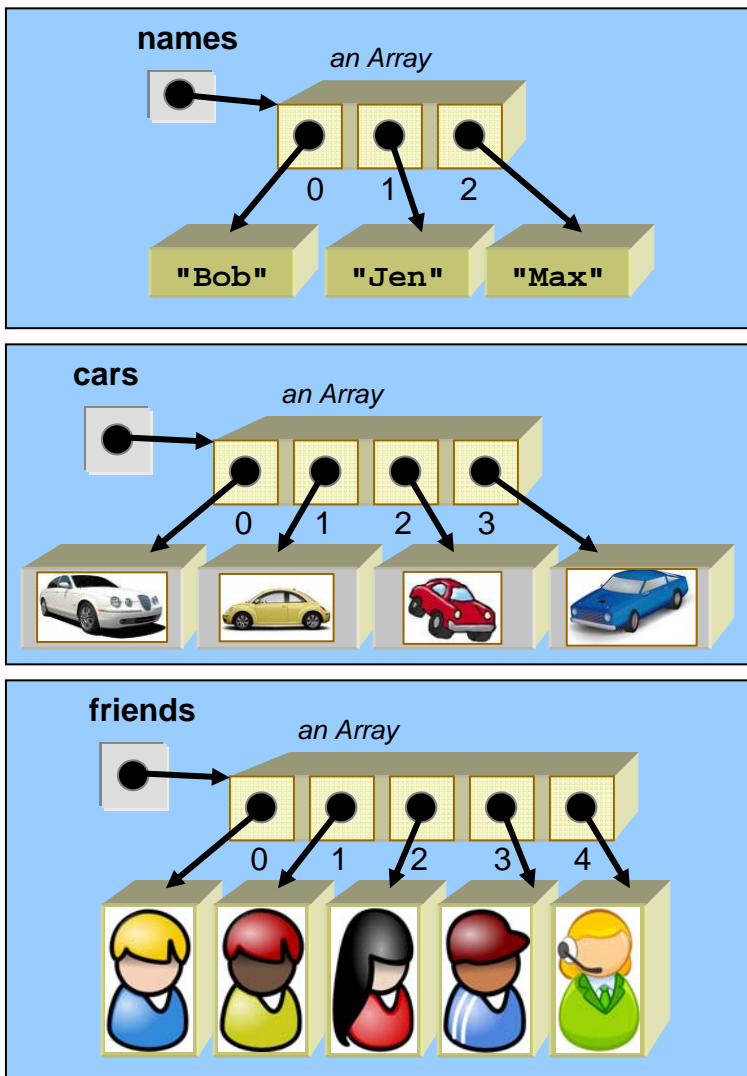 names
an Array
0 1 2
"Bob" "Jen" "Max"
cars
an Array
0 1 2 3
friends
an Array
0 1 2 3 4